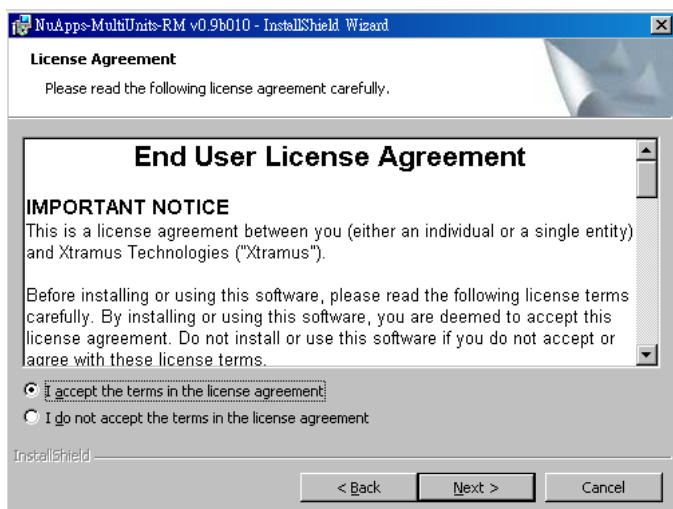 NuApps-MultiUnits-RM v0.9b010 - InstallShield Wizard
License Agreement
Please read the following license agreement carefully.
End User License Agreement
IMPORTANT NOTICE
This is a license agreement between you (either an individual or a single entity)
and Xtramus Technologies ("Xtramus").
Before installing or using this software, please read the following license terms
carefully. By installing or using this software, you are deemed to accept this
license agreement. Do not install or use this software if you do not accept or
agree with these license terms.
I accept the terms in the license agreement
I do not accept the terms in the license agreement
InstallShield
< Back
Next >
Cancel